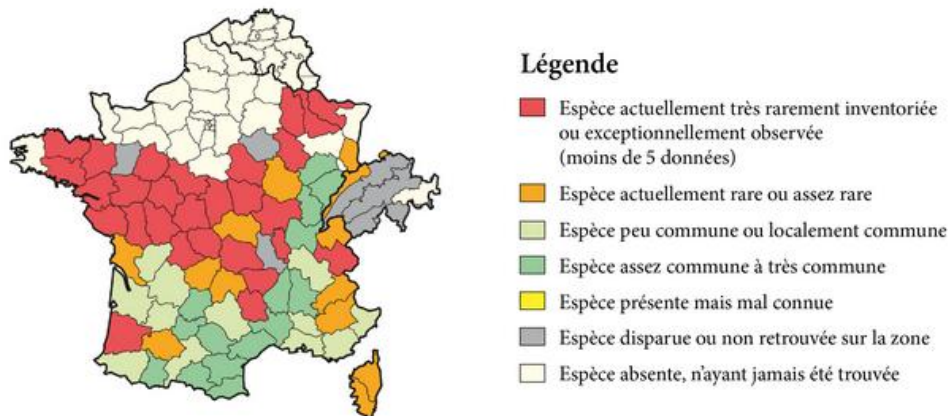 Légende
Espèce actuellement très rarement inventoriée
ou exceptionnellement observée
(moins de 5 données)
Espèce actuellement rare ou assez rare
Espèce peu commune ou localement commune
Espèce assez commune à très commune
Espèce présente mais mal connue
Espèce disparue ou non retrouvée sur la zone
Espèce absente, n'ayant jamais été trouvée